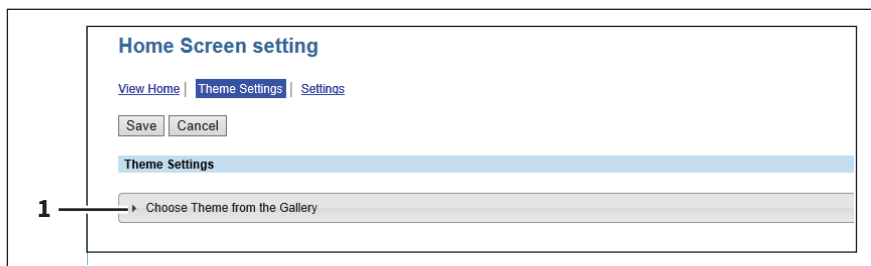 Home Screen setting
View Home | Theme Settings | Settings
Save Cancel
Theme Settings
1 Choose Theme from the Gallery